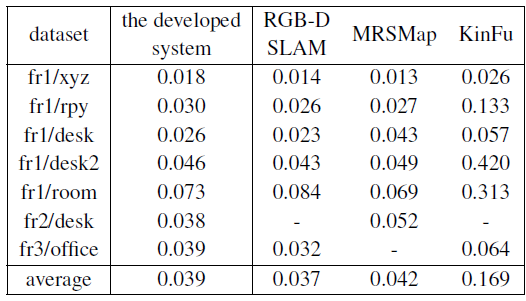 dataset the developed system RGB-D SLAM MRSMap KinFu
fr1/xyz 0.018 0.014 0.013 0.026
fr1/rpy 0.030 0.026 0.027 0.133
fr1/desk 0.026 0.023 0.043 0.057
fr1/desk2 0.046 0.043 0.049 0.420
fr1/room 0.073 0.084 0.069 0.313
fr2/desk 0.038 - 0.052 -
fr3/office 0.039 0.032 - 0.064
average 0.039 0.037 0.042 0.169